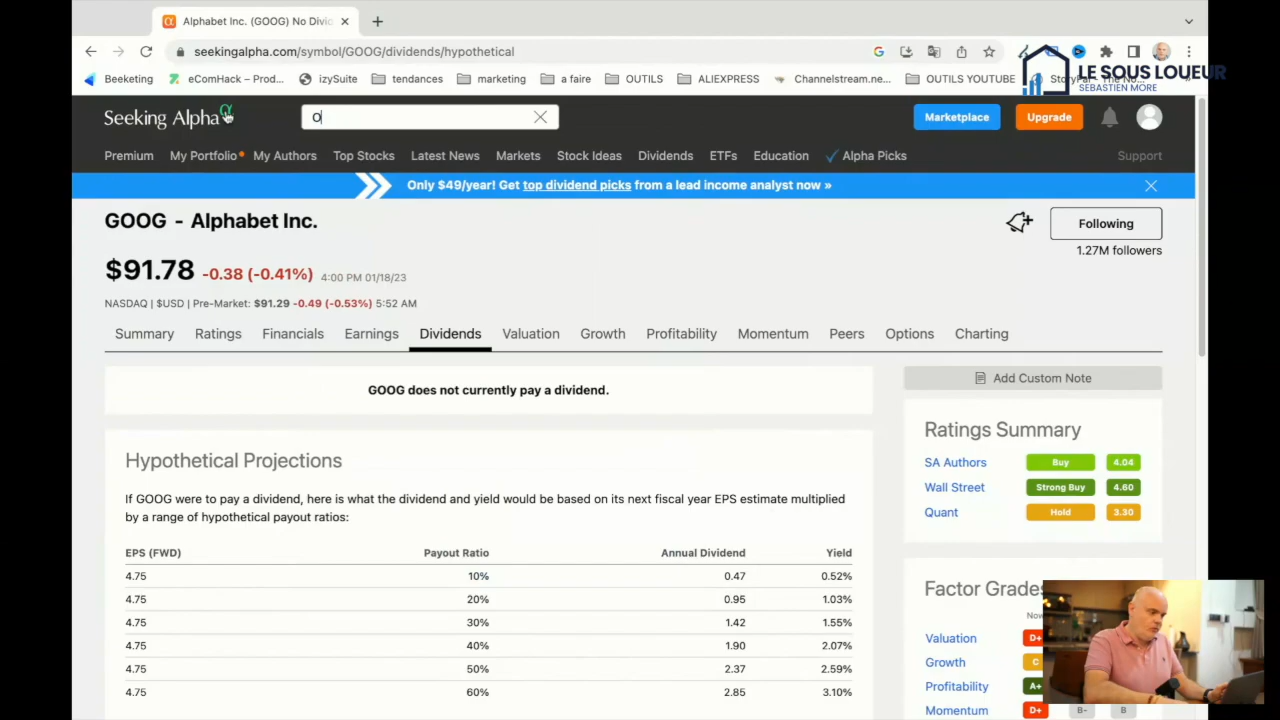 Alphabet Inc. (GOOG) No Divid
seekingalpha.com/symbol/GOOG/dividends/hypothetical
Beeketing
eComHack – Prod...
izySuite
tendances
marketing
a faire
OUTILS
ALIEXPRESS
Channelstream.ne...
OUTILS YOUTUBE
LE SOUS LOUEUR
SEBASTIEN MORE
Seeking Alpha α
O
Marketplace
Upgrade
Premium My Portfolio My Authors Top Stocks Latest News Markets Stock Ideas Dividends ETFs Education Alpha Picks Support
Only $49/year! Get top dividend picks from a lead income analyst now »
GOOG - Alphabet Inc.
Following
1.27M followers
$91.78 -0.38 (-0.41%) 4:00 PM 01/18/23
NASDAQ | $USD | Pre-Market: $91.29 -0.49 (-0.53%) 5:52 AM
Summary Ratings Financials Earnings Dividends Valuation Growth Profitability Momentum Peers Options Charting
GOOG does not currently pay a dividend.
Add Custom Note
Hypothetical Projections
If GOOG were to pay a dividend, here is what the dividend and yield would be based on its next fiscal year EPS estimate multiplied
by a range of hypothetical payout ratios:
EPS (FWD) Payout Ratio Annual Dividend Yield
4.75 10% 0.47 0.52%
4.75 20% 0.95 1.03%
4.75 30% 1.42 1.55%
4.75 40% 1.90 2.07%
4.75 50% 2.37 2.59%
4.75 60% 2.85 3.10%
Ratings Summary
SA Authors Buy 4.04
Wall Street Strong Buy 4.60
Quant Hold 3.30
Factor Grades
Now
Valuation D+
Growth C
Profitability A+
Momentum D+ B- B